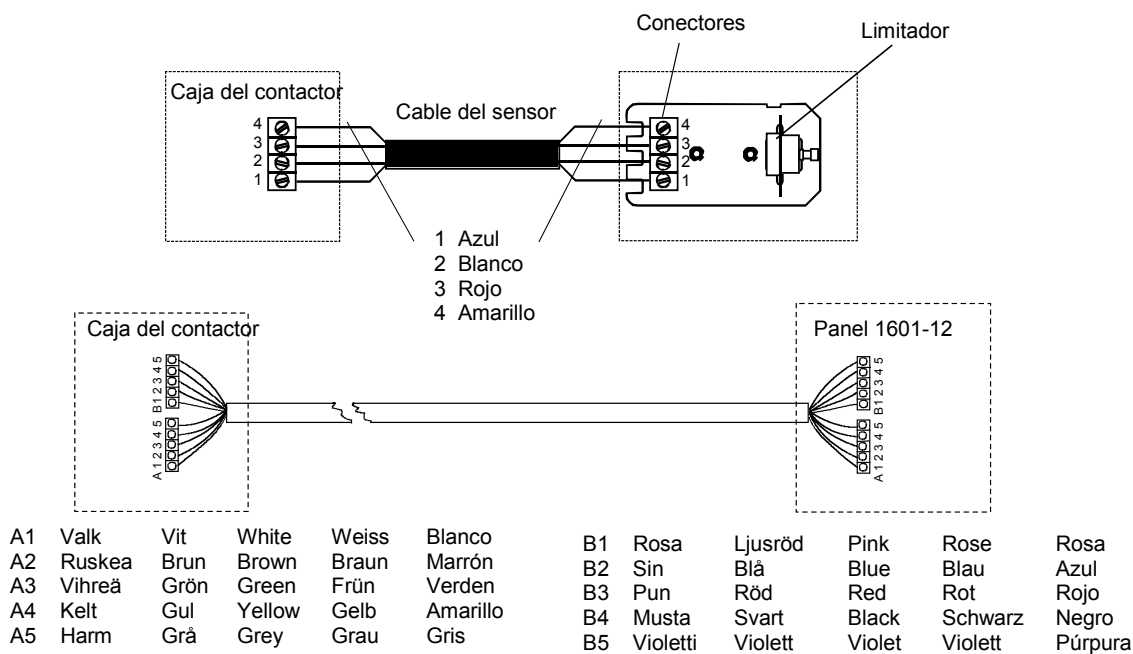 Conectores
Limitador
Caja del contactor
Cable del sensor
4
3
2
1
4
3
2
1
1 Azul
2 Blanco
3 Rojo
4 Amarillo
Caja del contactor
Panel 1601-12
B 1 2 3 4 5
A 1 2 3 4 5
B 1 2 3 4 5
A 1 2 3 4 5
A1 Valk Vit White Weiss Blanco
A2 Ruskea Brun Brown Braun Marrón
A3 Vihreä Grön Green Frün Verden
A4 Kelt Gul Yellow Gelb Amarillo
A5 Harm Grå Grey Grau Gris
B1 Rosa Ljusröd Pink Rose Rosa
B2 Sin Blå Blue Blau Azul
B3 Pun Röd Red Rot Rojo
B4 Musta Svart Black Schwarz Negro
B5 Violetti Violett Violet Violett Púrpura